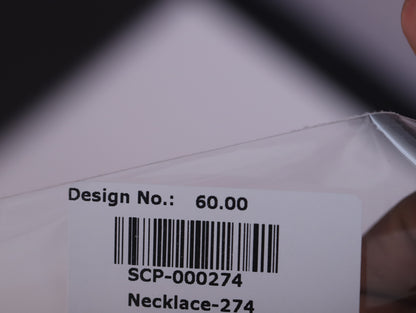 Design No.: 60.00
SCP-000274
Necklace-274